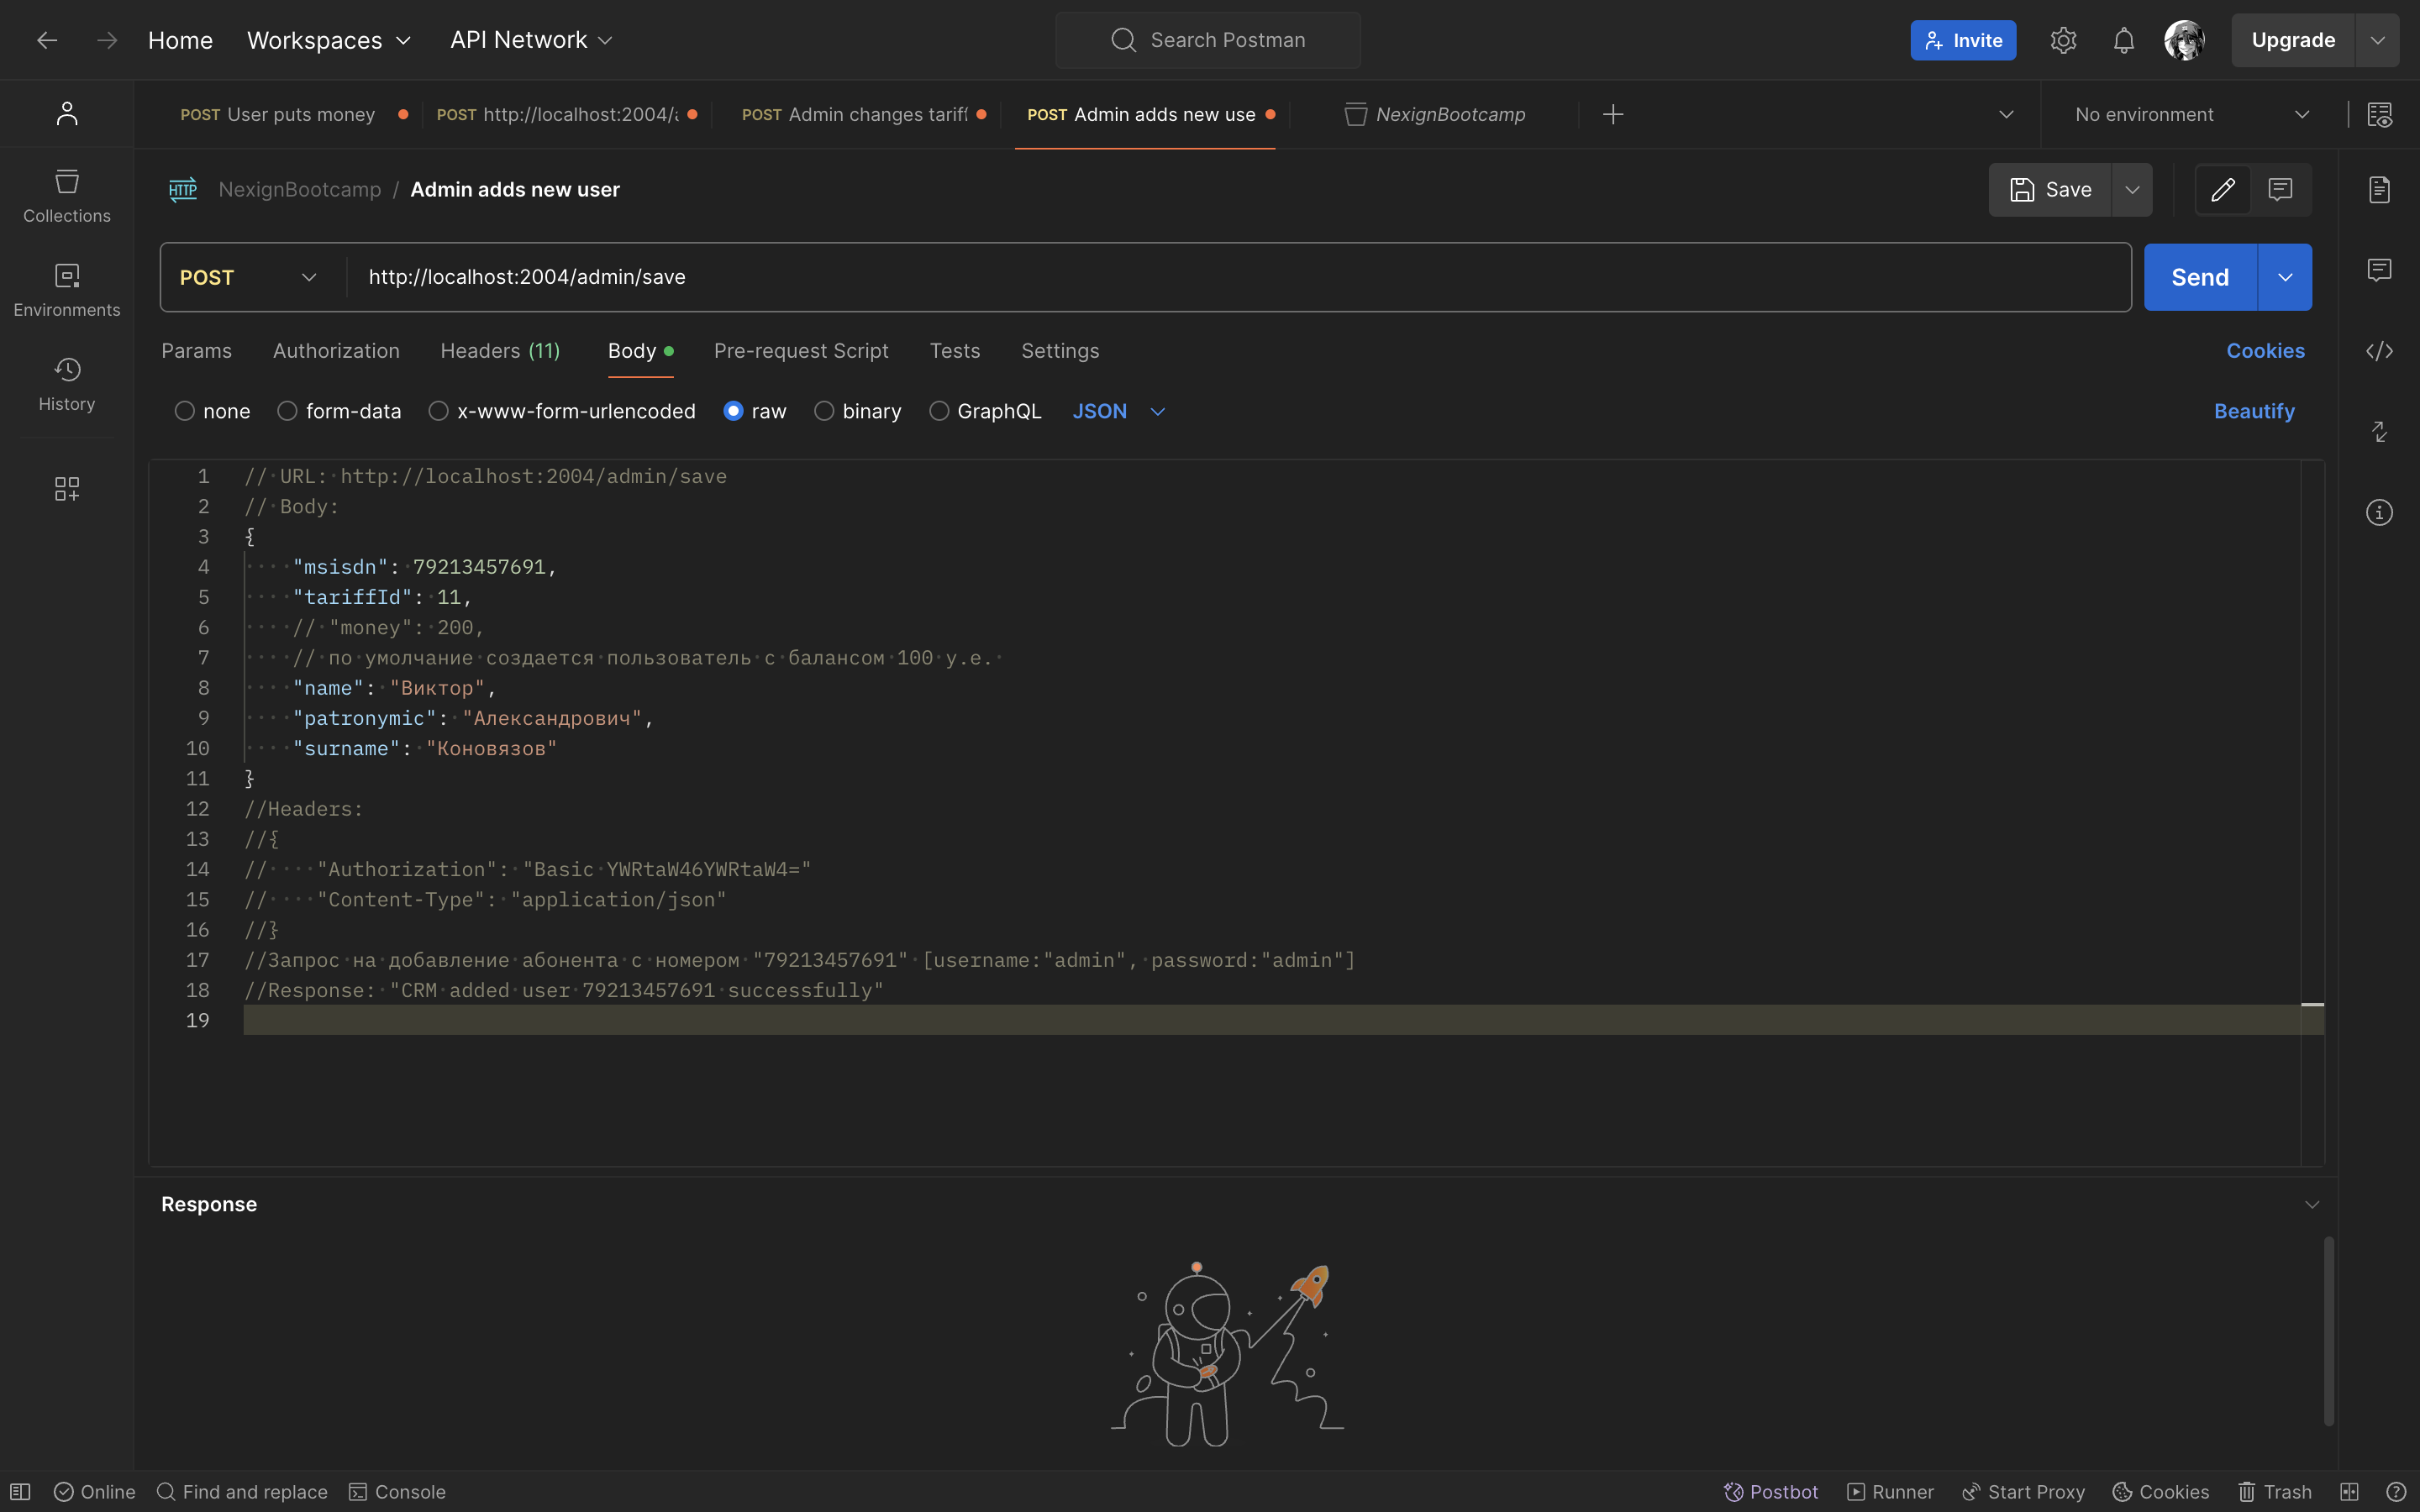 Home Workspaces API Network Search Postman Invite Upgrade
POST User puts money POST http://localhost:2004/a POST Admin changes tariff POST Admin adds new use NexignBootcamp No environment
HTTP NexignBootcamp / Admin adds new user Save
Collections
Environments
History
POST http://localhost:2004/admin/save Send
Params Authorization Headers (11) Body Pre-request Script Tests Settings Cookies
none form-data x-www-form-urlencoded raw binary GraphQL JSON Beautify
1 // URL: http://localhost:2004/admin/save
2 // Body:
3 {
4 "msisdn": 79213457691,
5 "tariffId": 11,
6 // "money": 200,
7 // по умолчание создается пользователь с балансом 100 у.е.
8 "name": "Виктор",
9 "patronymic": "Александрович",
10 "surname": "Коновязов"
11 }
12 //Headers:
13 //{
14 // "Authorization": "Basic YWRtaW46YWRtaW4="
15 // "Content-Type": "application/json"
16 //}
17 //Запрос на добавление абонента с номером "79213457691" [username:"admin", password:"admin"]
18 //Response: "CRM added user 79213457691 successfully"
19
Response
Online Find and replace Console Postbot Runner Start Proxy Cookies Trash